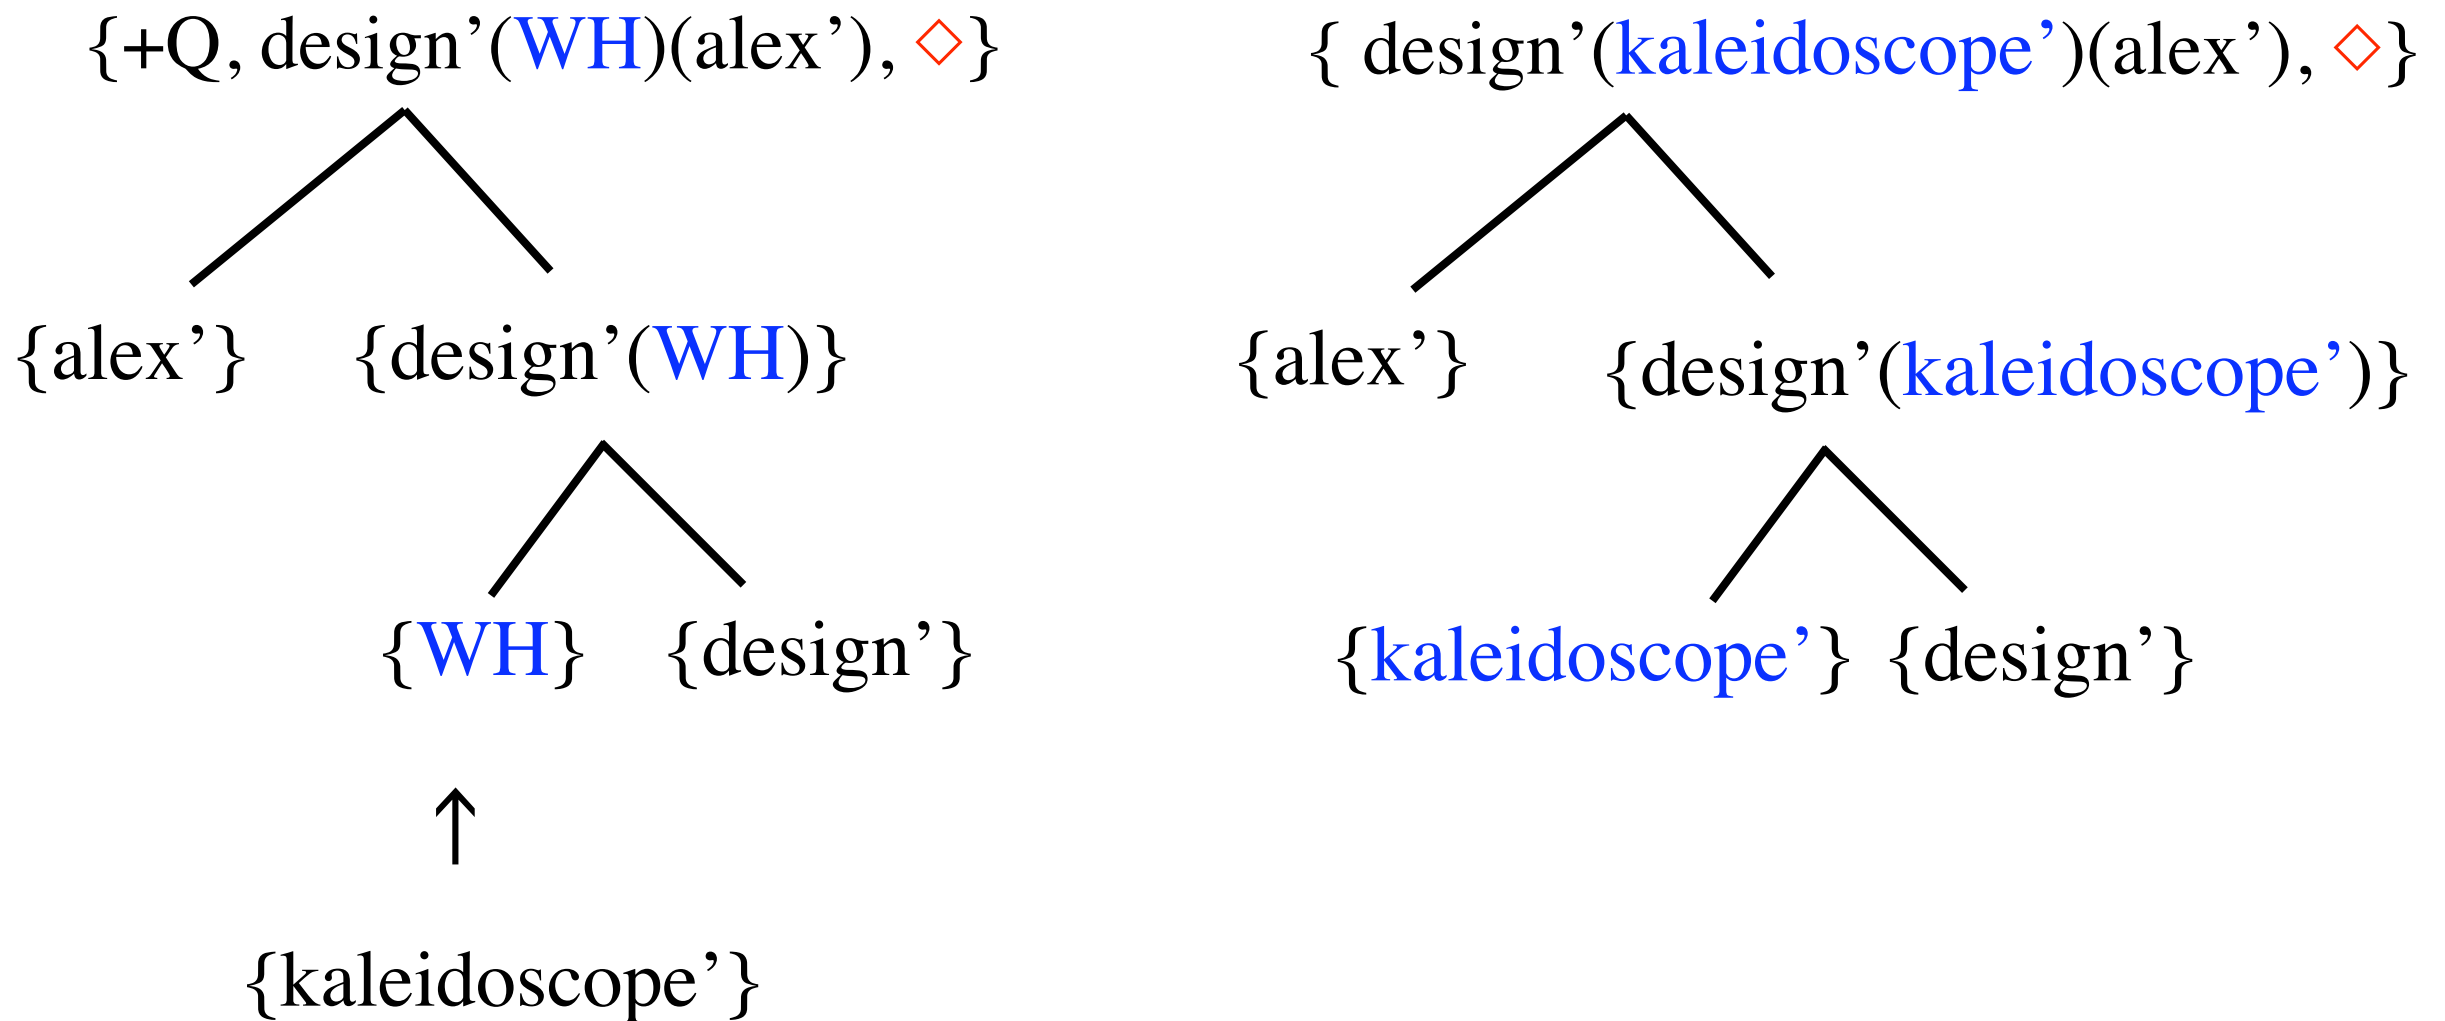 {+Q, design’(WH)(alex’), ◇}
{alex’} {design’(WH)}
{WH} {design’}
↑
{kaleidoscope’}
{ design’(kaleidoscope’)(alex’), ◇}
{alex’} {design’(kaleidoscope’)}
{kaleidoscope’} {design’}